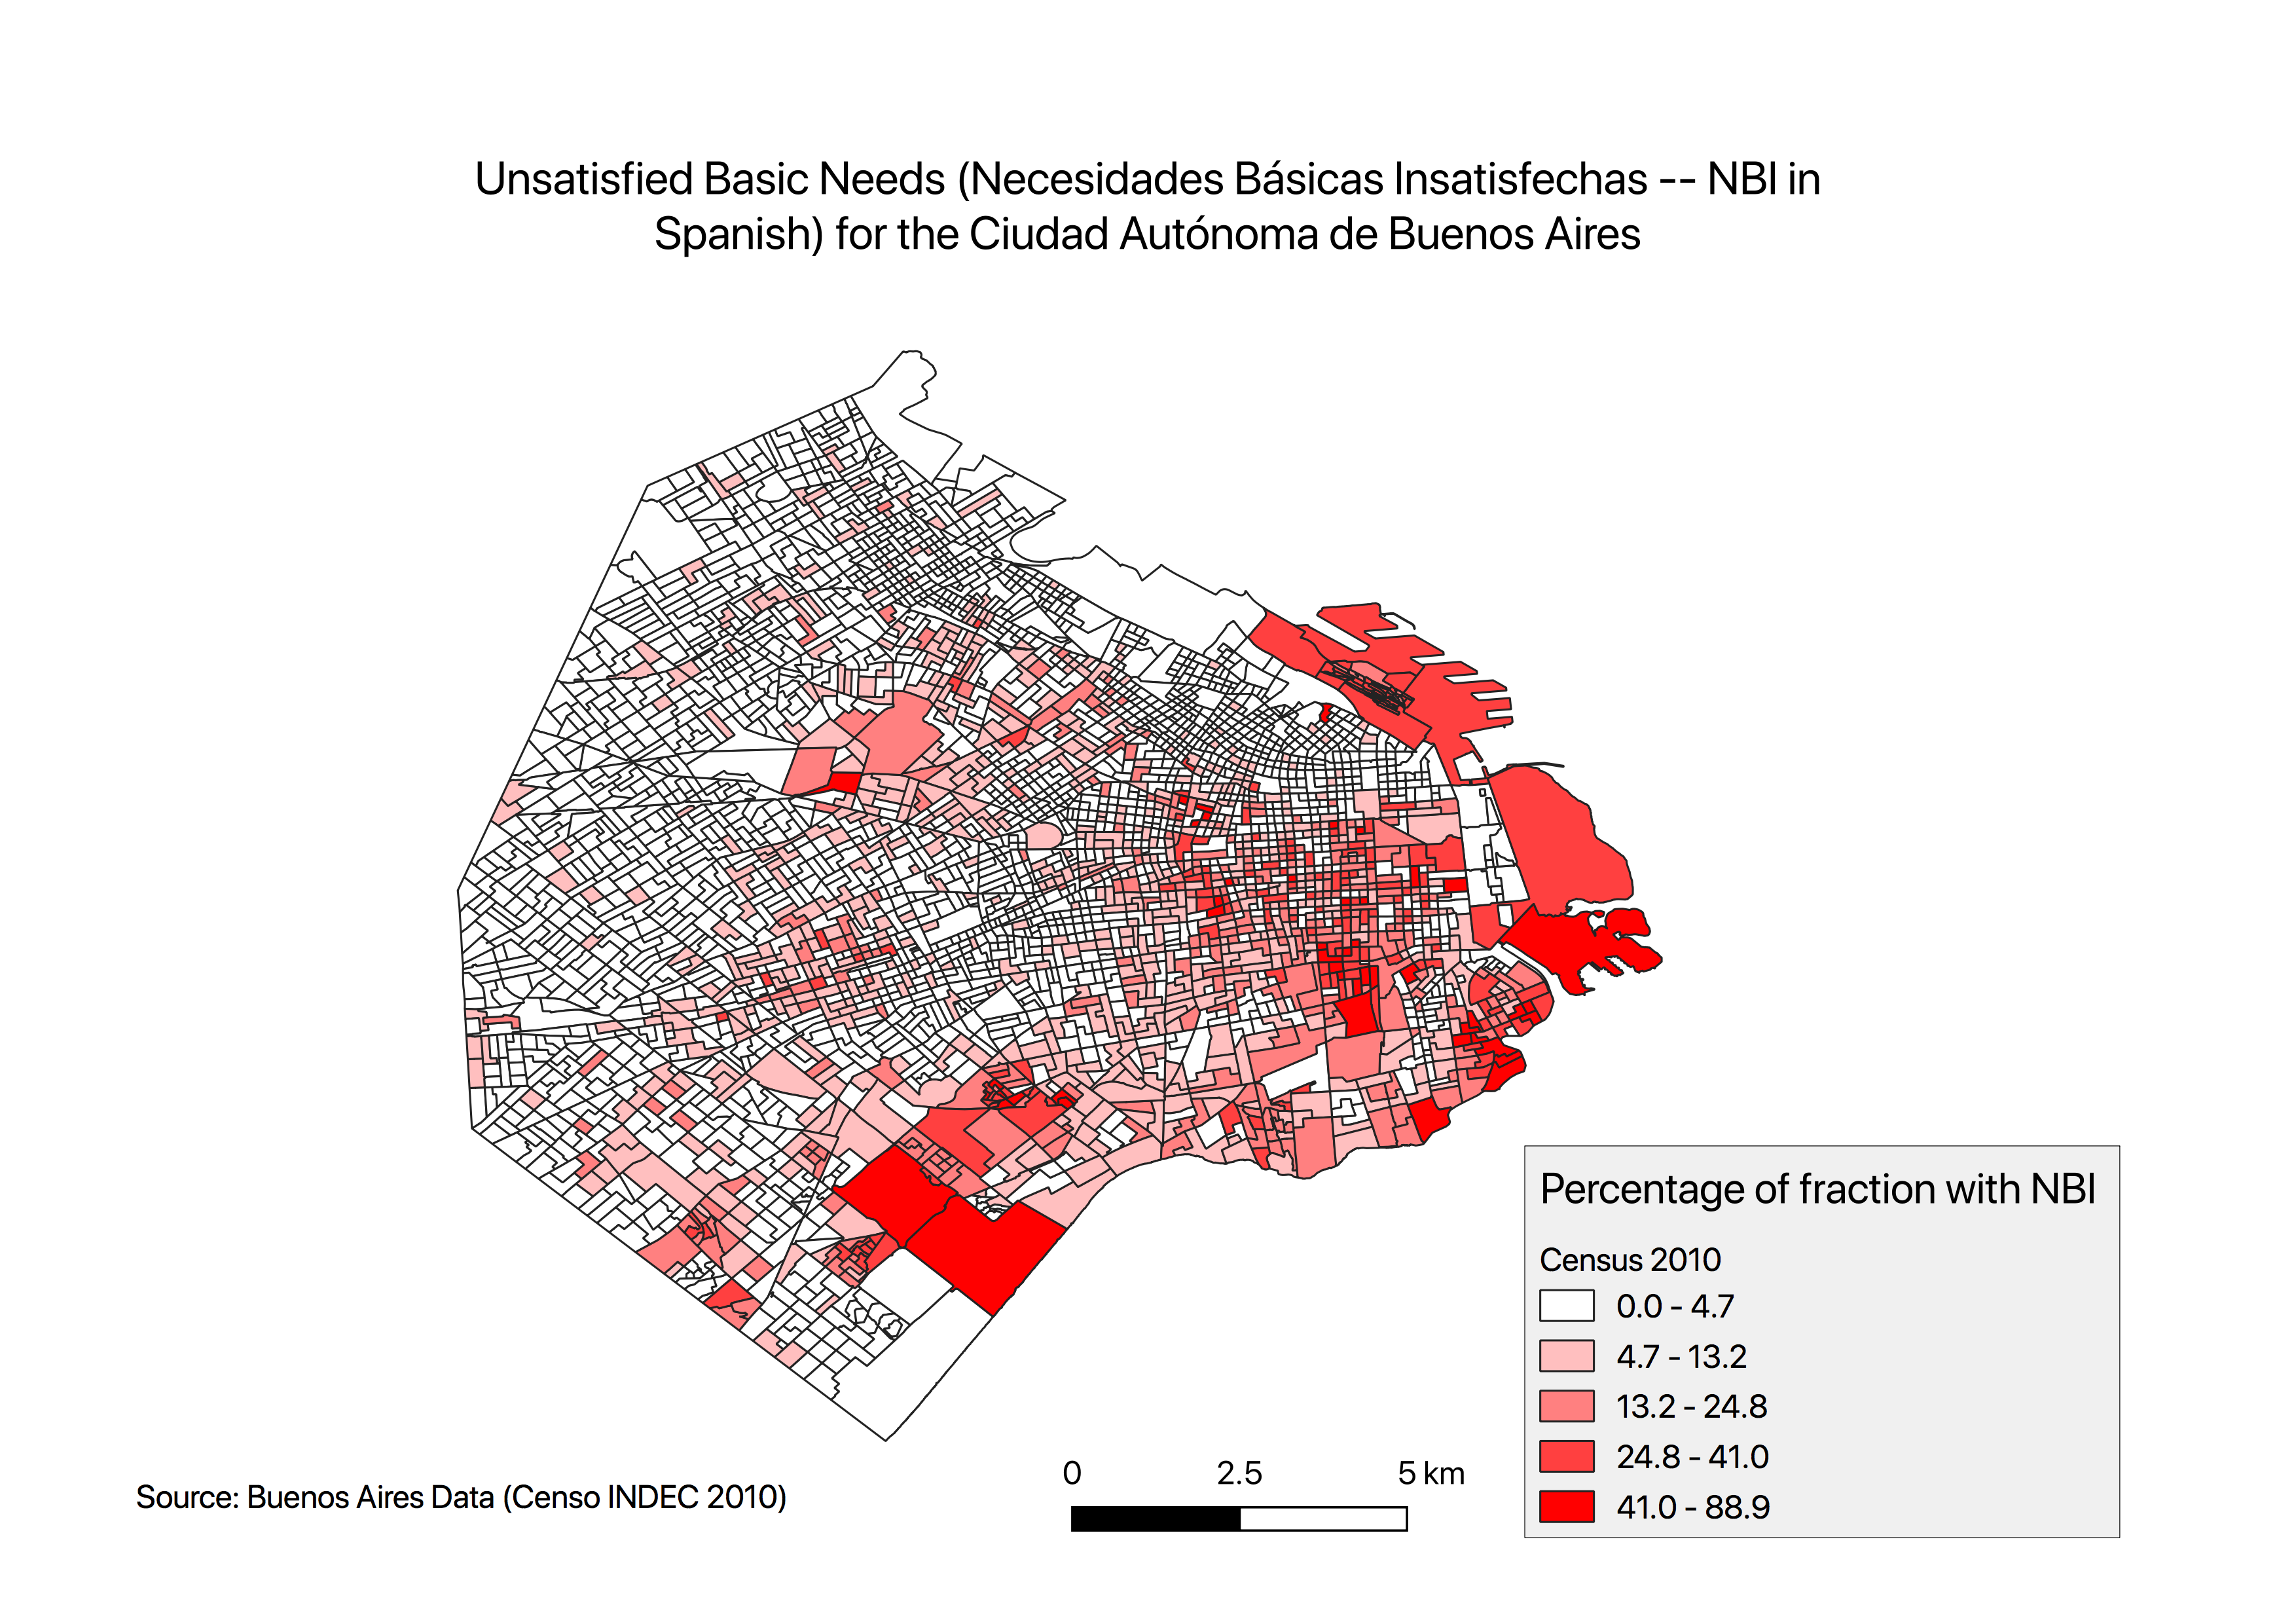 Unsatisfied Basic Needs (Necesidades Básicas Insatisfechas -- NBI in
Spanish) for the Ciudad Autónoma de Buenos Aires
Percentage of fraction with NBI
Census 2010
0.0 - 4.7
4.7 - 13.2
13.2 - 24.8
24.8 - 41.0
41.0 - 88.9
0 2.5 5 km
Source: Buenos Aires Data (Censo INDEC 2010)